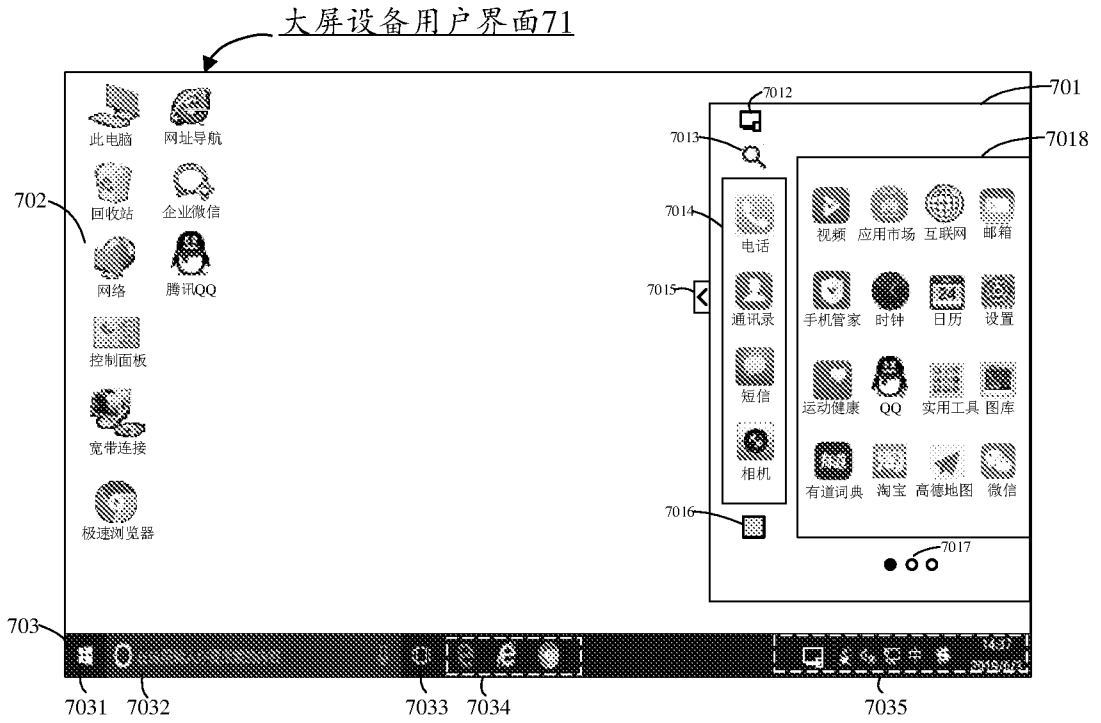 大屏设备用户界面71
701
7012
7013
7018
此电脑 网址导航
回收站 企业微信
702
7014
电话
视频 应用市场 互联网 邮箱
网络 腾讯QQ
7015
通讯录
24
手机管家 时钟 日历 设置
控制面板
短信
运动健康 QQ 实用工具 图库
宽带连接
相机
有道词典 淘宝 高德地图 微信
7016
极速浏览器
7017
703
14:37
7031 7032 7033 7034 7035